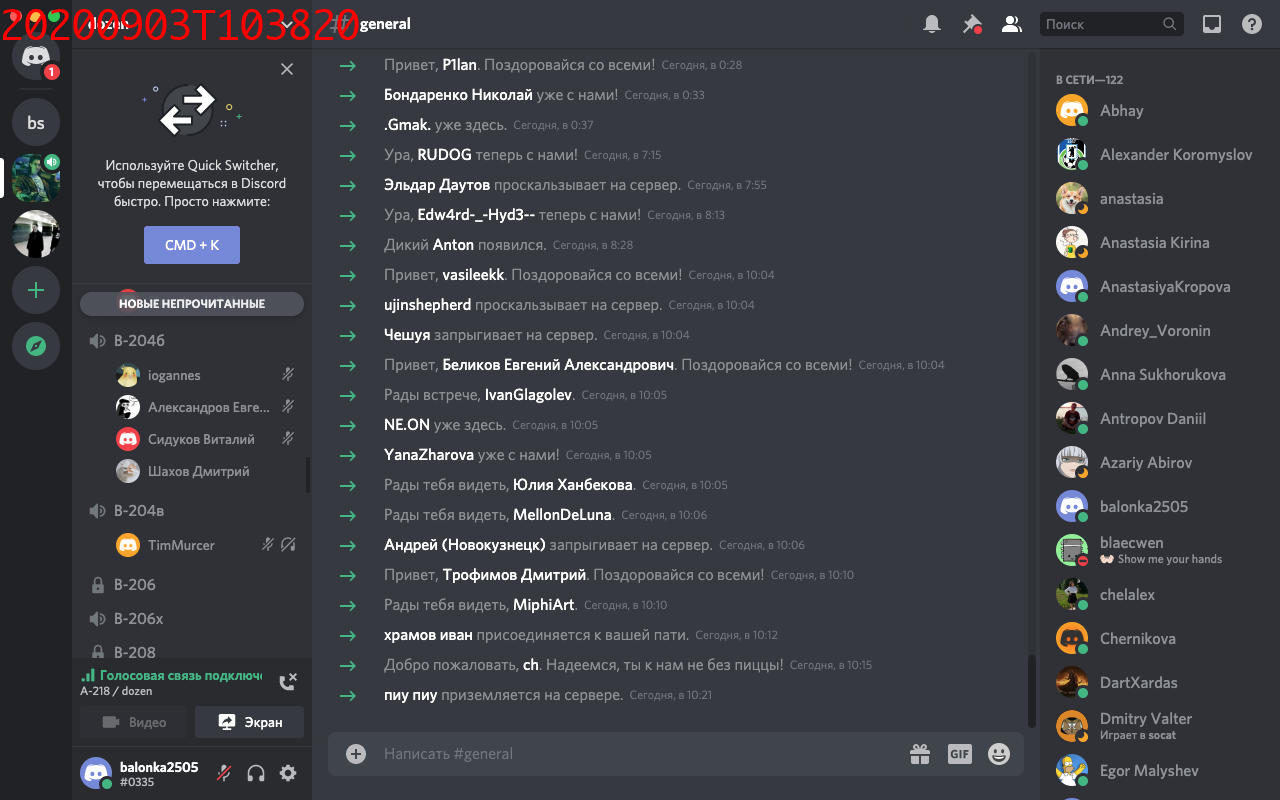 20200903T103820
dozen
general
Поиск
1
bs
Используйте Quick Switcher,
чтобы перемещаться в Discord
быстро. Просто нажмите:
CMD + K
НОВЫЕ НЕПРОЧИТАННЫЕ
В-204б
iogannes
Александров Евге...
Сидуков Виталий
Шахов Дмитрий
В-204в
TimMurcer
В-206
В-206х
В-208
Голосовая связь подключе
А-218 / dozen
Видео
Экран
balonka2505
#0335
Привет, P1lan. Поздоровайся со всеми! Сегодня, в 0:28
Бондаренко Николай уже с нами! Сегодня, в 0:33
.Gmak. уже здесь. Сегодня, в 0:37
Ура, RUDOG теперь с нами! Сегодня, в 7:15
Эльдар Даутов проскальзывает на сервер. Сегодня, в 7:55
Ура, Edw4rd-_-Hyd3-- теперь с нами! Сегодня, в 8:13
Дикий Anton появился. Сегодня, в 8:28
Привет, vasileekk. Поздоровайся со всеми! Сегодня, в 10:04
ujinshepherd проскальзывает на сервер. Сегодня, в 10:04
Чешуя запрыгивает на сервер. Сегодня, в 10:04
Привет, Беликов Евгений Александрович. Поздоровайся со всеми! Сегодня, в 10:04
Рады встрече, IvanGlagolev. Сегодня, в 10:05
NE.ON уже здесь. Сегодня, в 10:05
YanaZharova уже с нами! Сегодня, в 10:05
Рады тебя видеть, Юлия Ханбекова. Сегодня, в 10:05
Рады тебя видеть, MellonDeLuna. Сегодня, в 10:06
Андрей (Новокузнецк) запрыгивает на сервер. Сегодня, в 10:06
Привет, Трофимов Дмитрий. Поздоровайся со всеми! Сегодня, в 10:10
Рады тебя видеть, MiphiArt. Сегодня, в 10:10
храмов иван присоединяется к вашей пати. Сегодня, в 10:12
Добро пожаловать, ch. Надеемся, ты к нам не без пиццы! Сегодня, в 10:15
пиу пиу приземляется на сервере. Сегодня, в 10:21
Написать #general
GIF
В СЕТИ—122
Abhay
Alexander Koromyslov
anastasia
Anastasia Kirina
AnastasiyaKropova
Andrey_Voronin
Anna Sukhorukova
Antropov Daniil
Azariy Abirov
balonka2505
blaecwen
Show me your hands
chelalex
Chernikova
DartXardas
Dmitry Valter
Играет в socat
Egor Malyshev